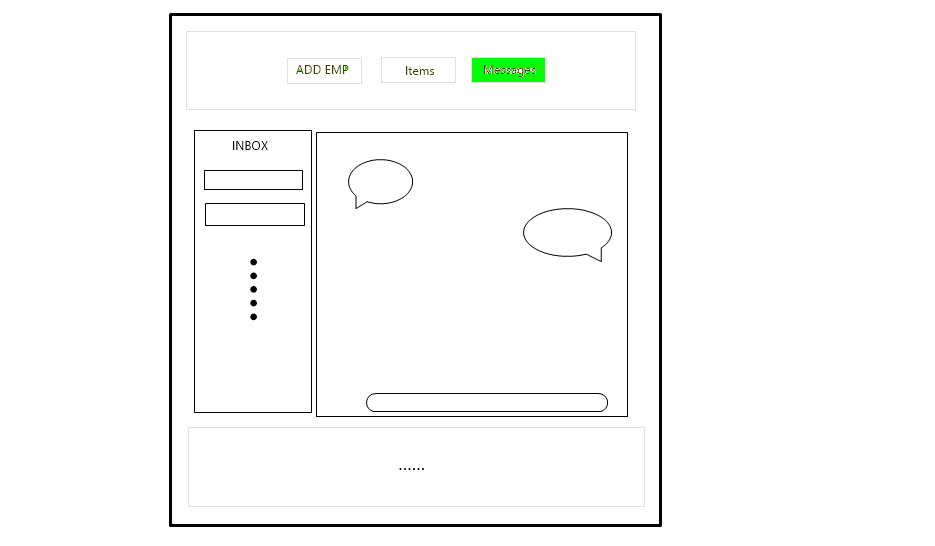 ADD EMP
Items
Messages
INBOX
......